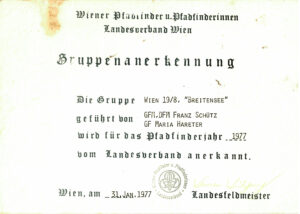 Wiener Pfadfinder u. Pfadfinderinnen
Landesverband Wien
Gruppenanerkennung
Die Gruppe WIEN 19/8, "BREITENSEE"
geführt von GFM.DFM FRANZ SCHÜTZ
GF MARIA HARETER
wird für das Pfadfinderjahr 1977
vom Landesverband anerkannt.
Wien, am 31.JAN.1977 Landesfeldmeister